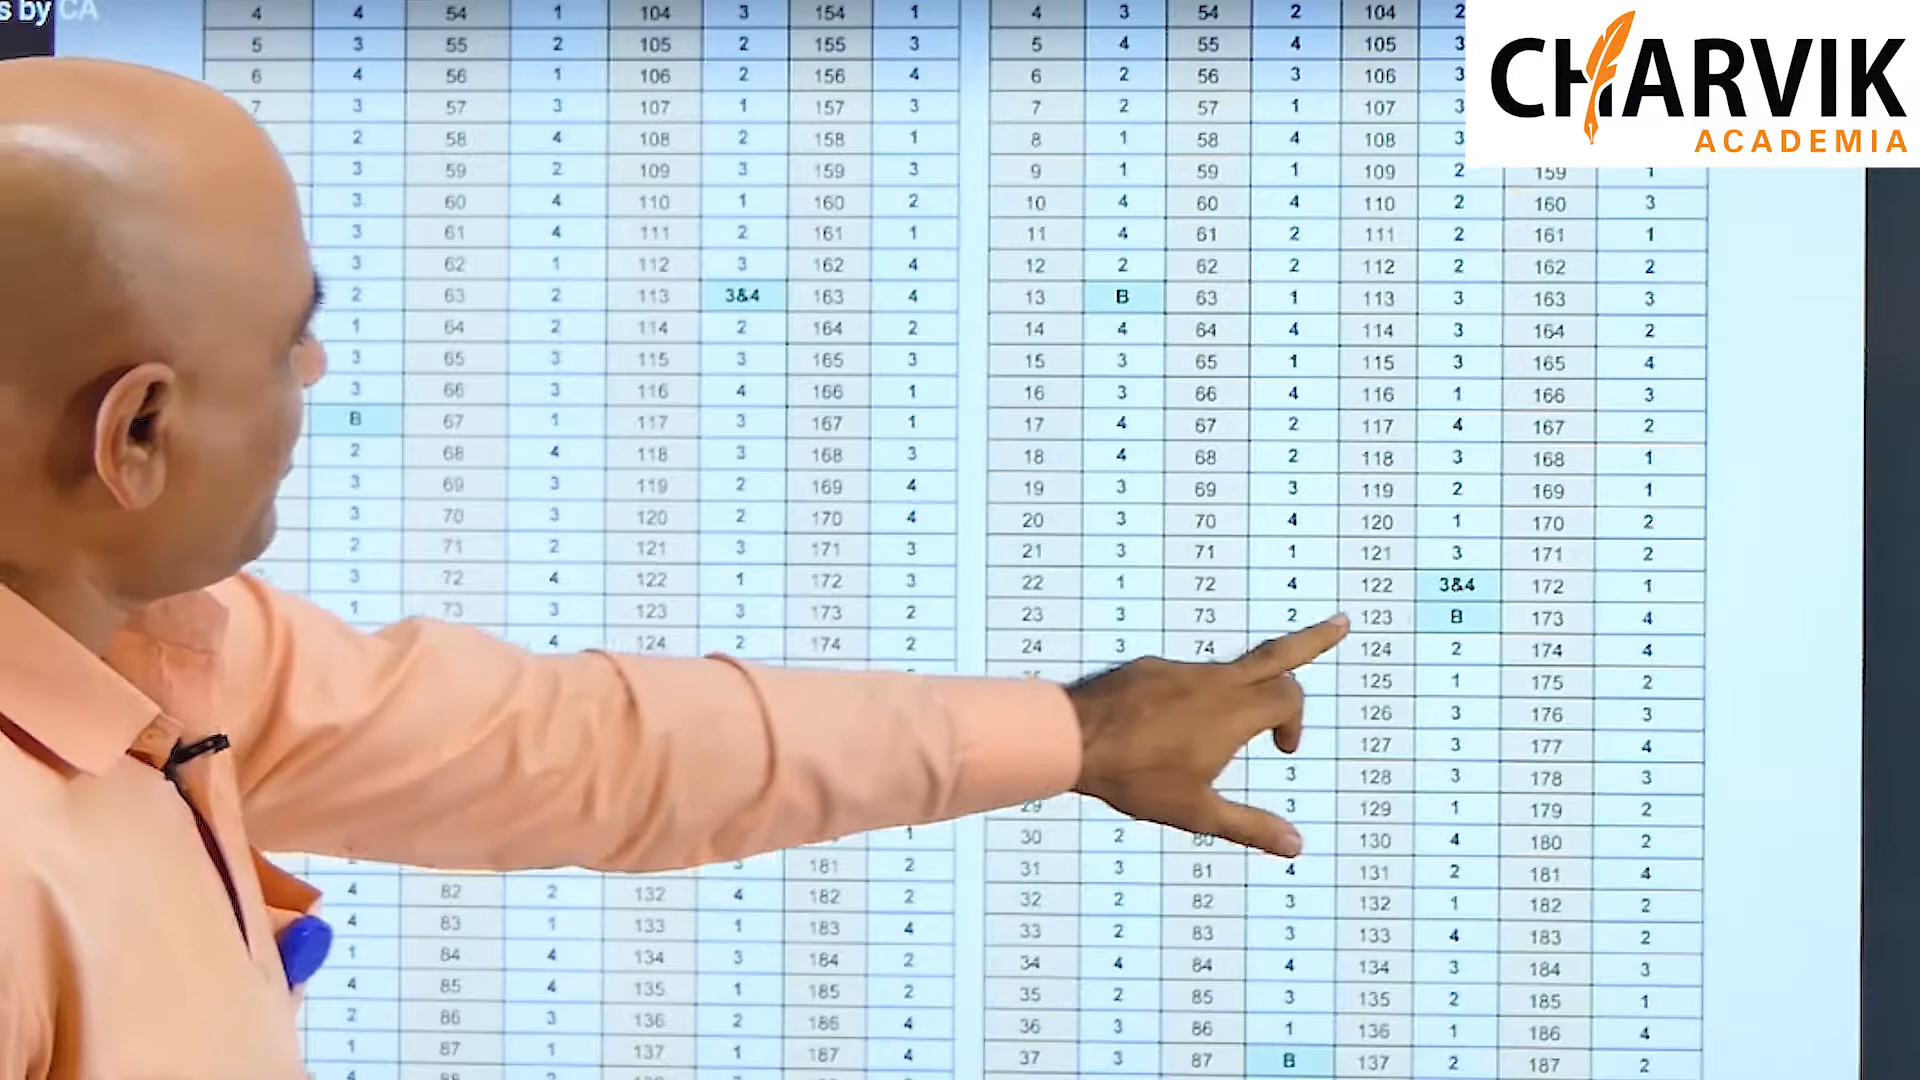 s by CA
CHARVIK
ACADEMIA
4 4 54 1 104 3 154 1
5 3 55 2 105 2 155 3
6 4 56 1 106 2 156 4
7 3 57 3 107 1 157 3
2 58 4 108 2 158 1
3 59 2 109 3 159 3
3 60 4 110 1 160 2
3 61 4 111 2 161 1
3 62 1 112 3 162 4
2 63 2 113 3&4 163 4
1 64 2 114 2 164 2
3 65 3 115 3 165 3
3 66 3 116 4 166 1
B 67 1 117 3 167 1
2 68 4 118 3 168 3
3 69 3 119 2 169 4
3 70 3 120 2 170 4
2 71 2 121 3 171 3
3 72 4 122 1 172 3
1 73 3 123 3 173 2
4 124 2 174 2
1
3 181 2
4 82 2 132 4 182 2
4 83 1 133 1 183 4
1 84 4 134 3 184 2
4 85 4 135 1 185 2
2 86 3 136 2 186 4
1 87 1 137 1 187 4
4 88 2
4 3 54 2 104 2
5 4 55 4 105 3
6 2 56 3 106 3
7 2 57 1 107 3
8 1 58 4 108 3
9 1 59 1 109 2 159 1
10 4 60 4 110 2 160 3
11 4 61 2 111 2 161 1
12 2 62 2 112 2 162 2
13 B 63 1 113 3 163 3
14 4 64 4 114 3 164 2
15 3 65 1 115 3 165 4
16 3 66 4 116 1 166 3
17 4 67 2 117 4 167 2
18 4 68 2 118 3 168 1
19 3 69 3 119 2 169 1
20 3 70 4 120 1 170 2
21 3 71 1 121 3 171 2
22 1 72 4 122 3&4 172 1
23 3 73 2 123 B 173 4
24 3 74 124 2 174 4
125 1 175 2
126 3 176 3
127 3 177 4
3 128 3 178 3
29 3 129 1 179 2
30 2 80 130 4 180 2
31 3 81 4 131 2 181 4
32 2 82 3 132 1 182 2
33 2 83 3 133 4 183 2
34 4 84 4 134 3 184 3
35 2 85 3 135 2 185 1
36 3 86 1 136 1 186 4
37 3 87 B 137 2 187 2